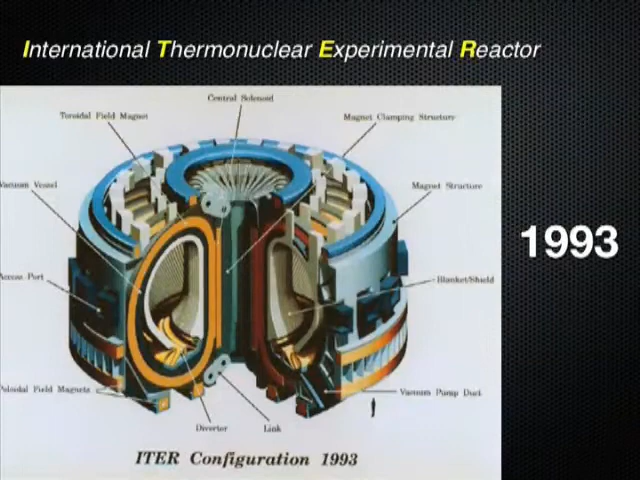 International Thermonuclear Experimental Reactor
Central Solenoid
Toroidal Field Magnet
Magnet Clamping Structure
Vacuum Vessel
Magnet Structure
1993
Access Port
Blanket/Shield
Poloidal Field Magnets
Vacuum Pump Duct
Diverter
Link
ITER Configuration 1993